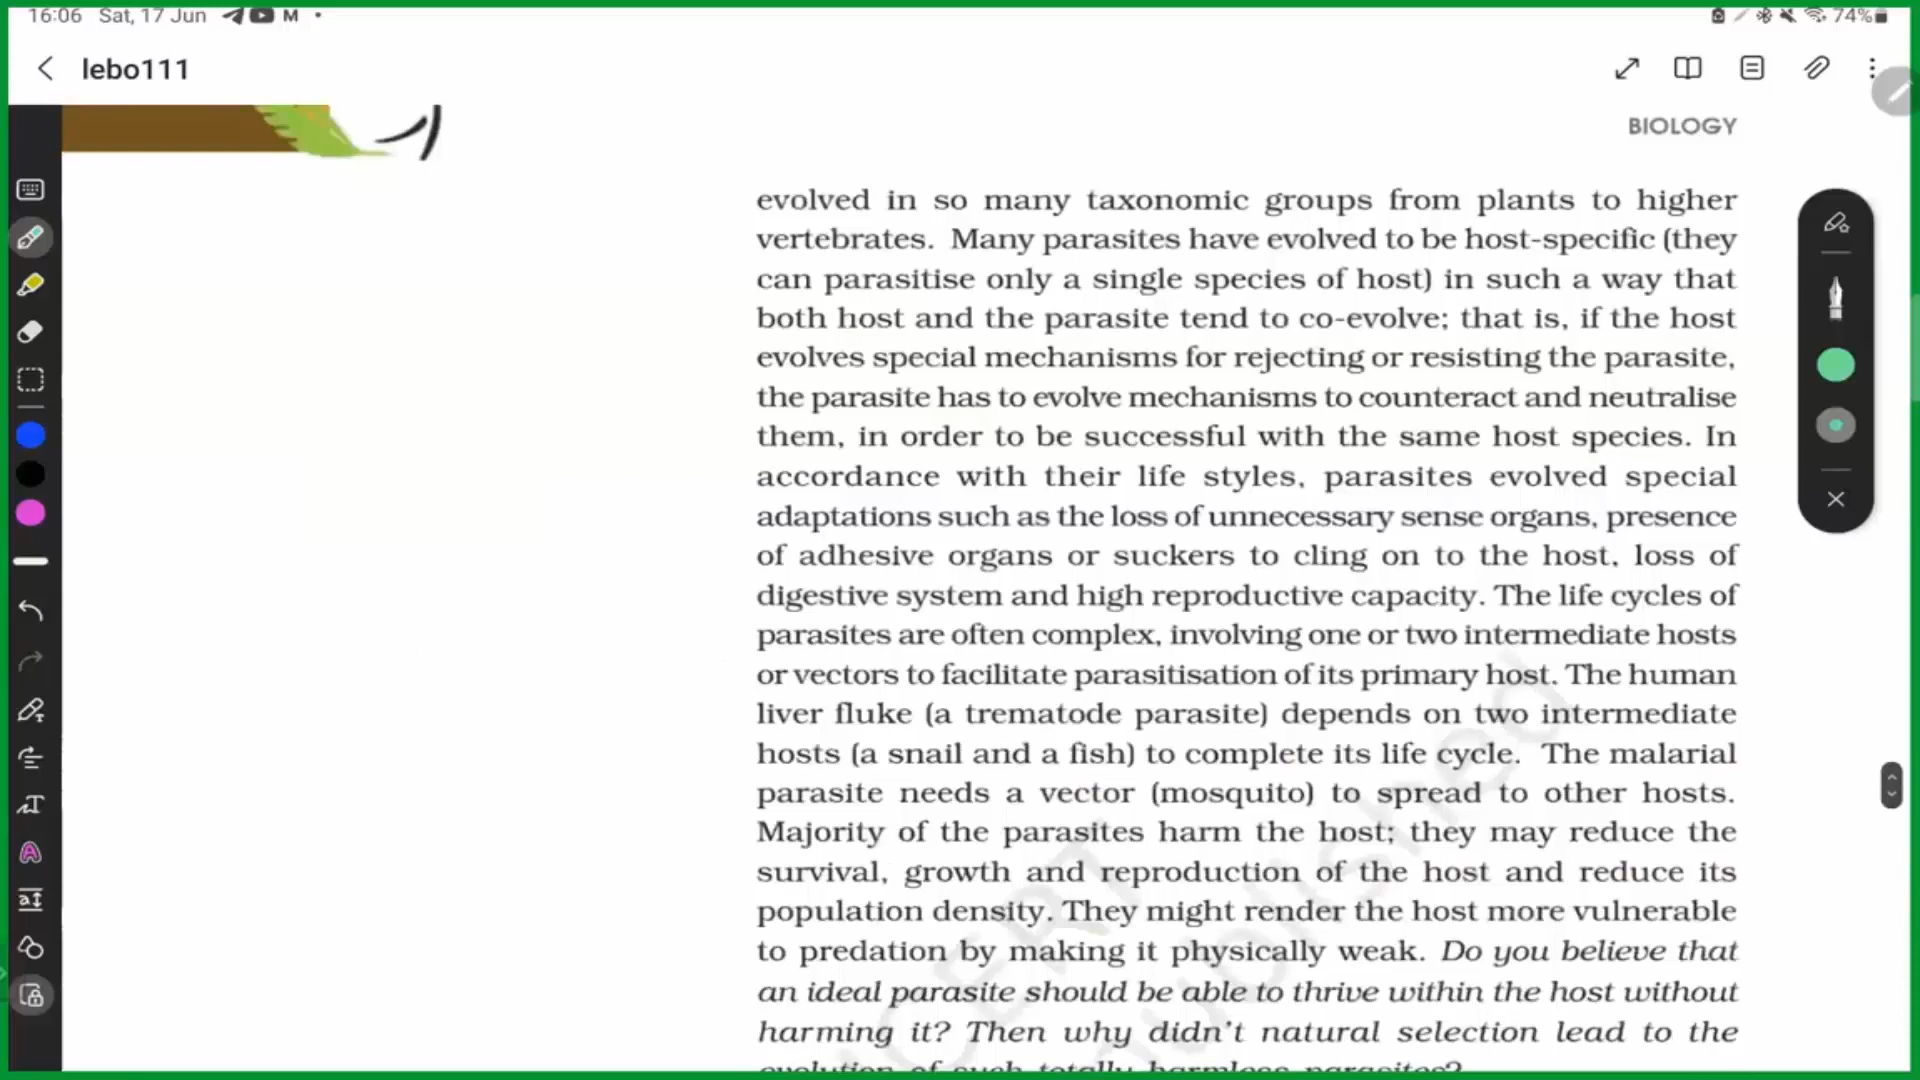 16:06 Sat, 17 Jun M
74%
lebo111
BIOLOGY
evolved in so many taxonomic groups from plants to higher
vertebrates. Many parasites have evolved to be host-specific (they
can parasitise only a single species of host) in such a way that
both host and the parasite tend to co-evolve; that is, if the host
evolves special mechanisms for rejecting or resisting the parasite,
the parasite has to evolve mechanisms to counteract and neutralise
them, in order to be successful with the same host species. In
accordance with their life styles, parasites evolved special
adaptations such as the loss of unnecessary sense organs, presence
of adhesive organs or suckers to cling on to the host, loss of
digestive system and high reproductive capacity. The life cycles of
parasites are often complex, involving one or two intermediate hosts
or vectors to facilitate parasitisation of its primary host. The human
liver fluke (a trematode parasite) depends on two intermediate
hosts (a snail and a fish) to complete its life cycle. The malarial
parasite needs a vector (mosquito) to spread to other hosts.
Majority of the parasites harm the host; they may reduce the
survival, growth and reproduction of the host and reduce its
population density. They might render the host more vulnerable
to predation by making it physically weak. Do you believe that
an ideal parasite should be able to thrive within the host without
harming it? Then why didn't natural selection lead to the
evolution of such totally harmless parasites?